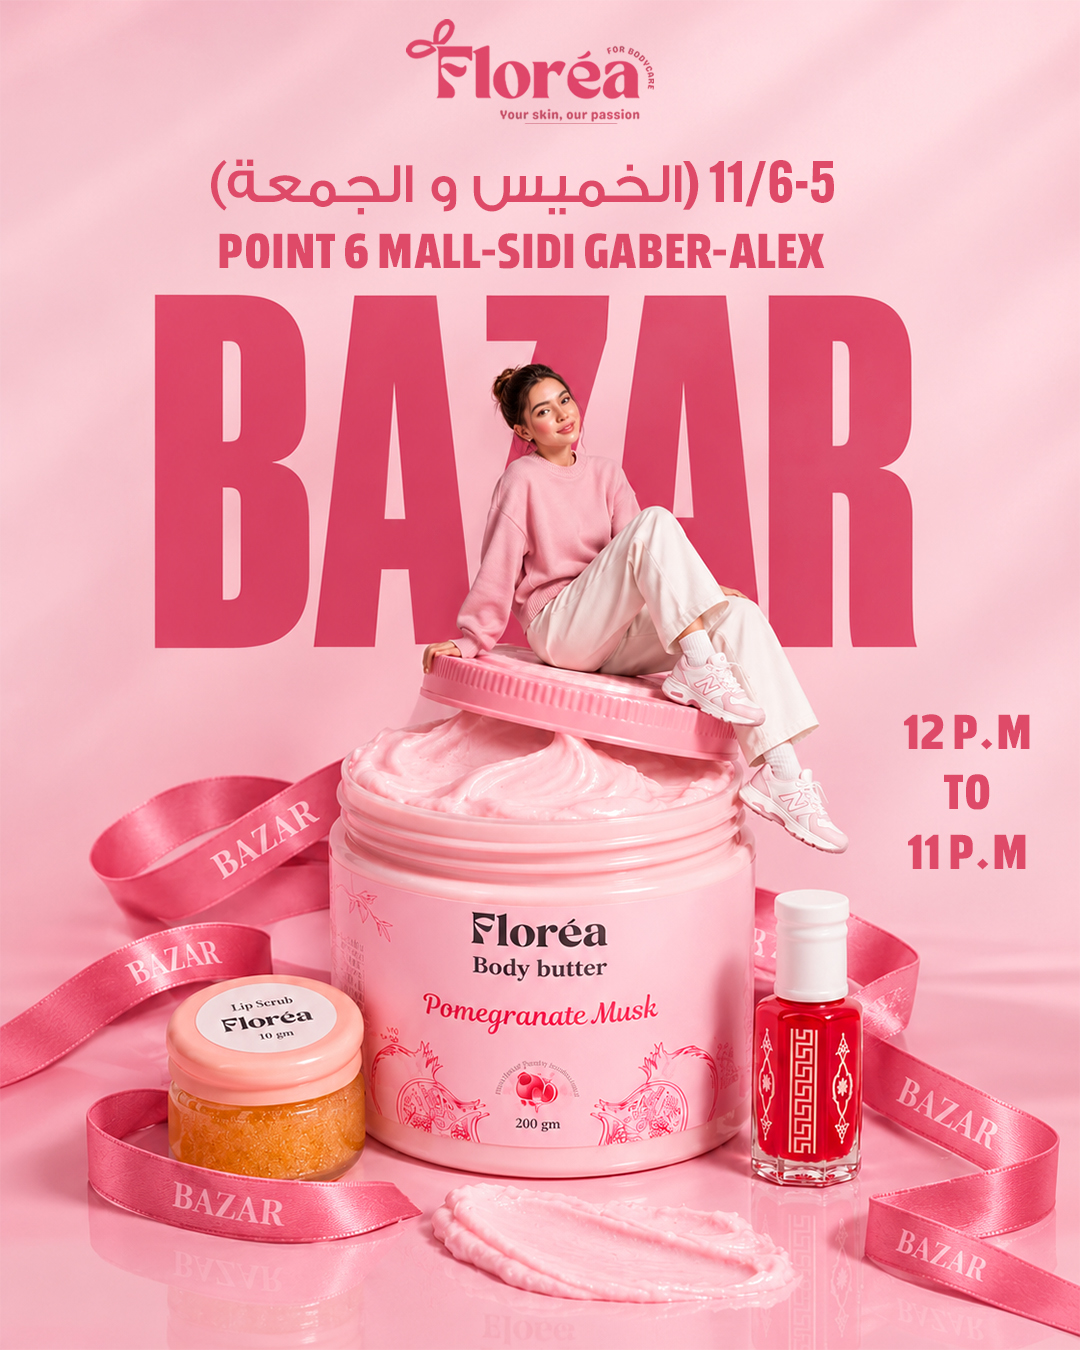 Floréa
FOR BODYCARE
Your skin, our passion
11/6-5 (الخميس و الجمعة)
POINT 6 MALL-SIDI GABER-ALEX
BAZAR
12 P.M
TO
11 P.M
BAZAR
BAZAR
BAZAR
BAZAR
BAZAR
Floréa
Body butter
Pomegranate Musk
200 gm
Lip Scrub
Floréa
10 gm